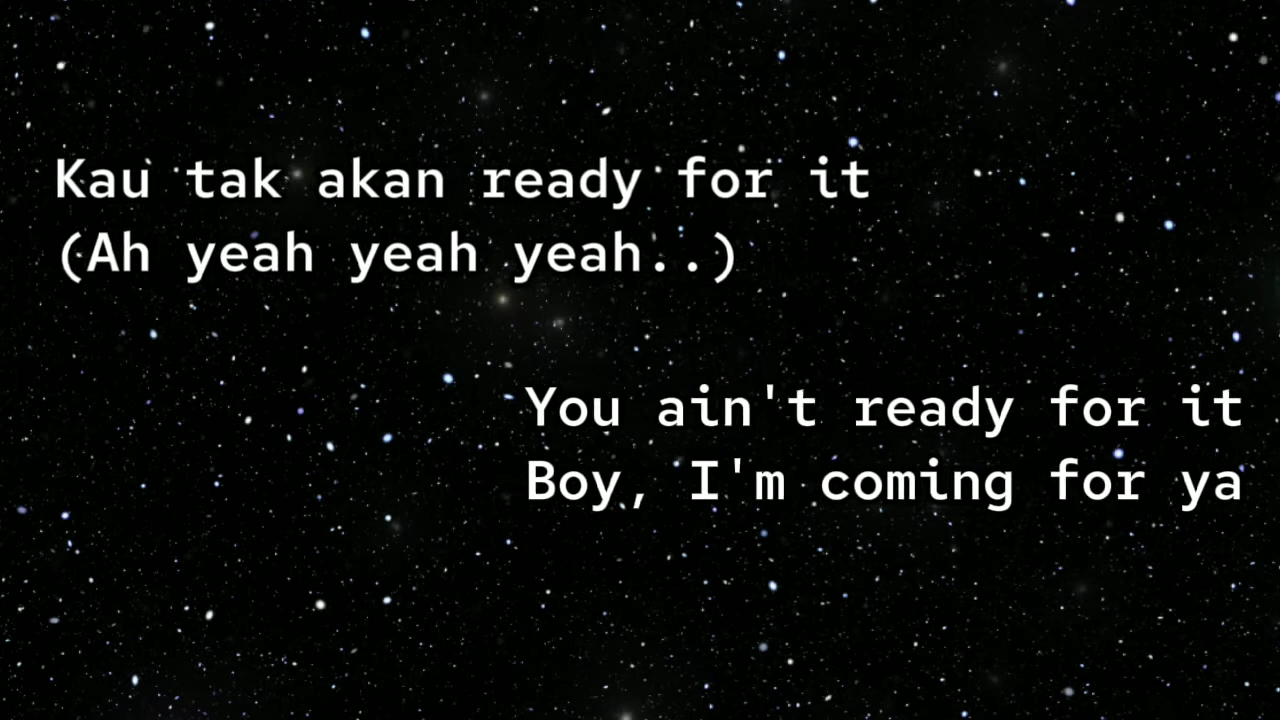 Kau tak akan ready for it
(Ah yeah yeah yeah..)
You ain't ready for it
Boy, I'm coming for ya